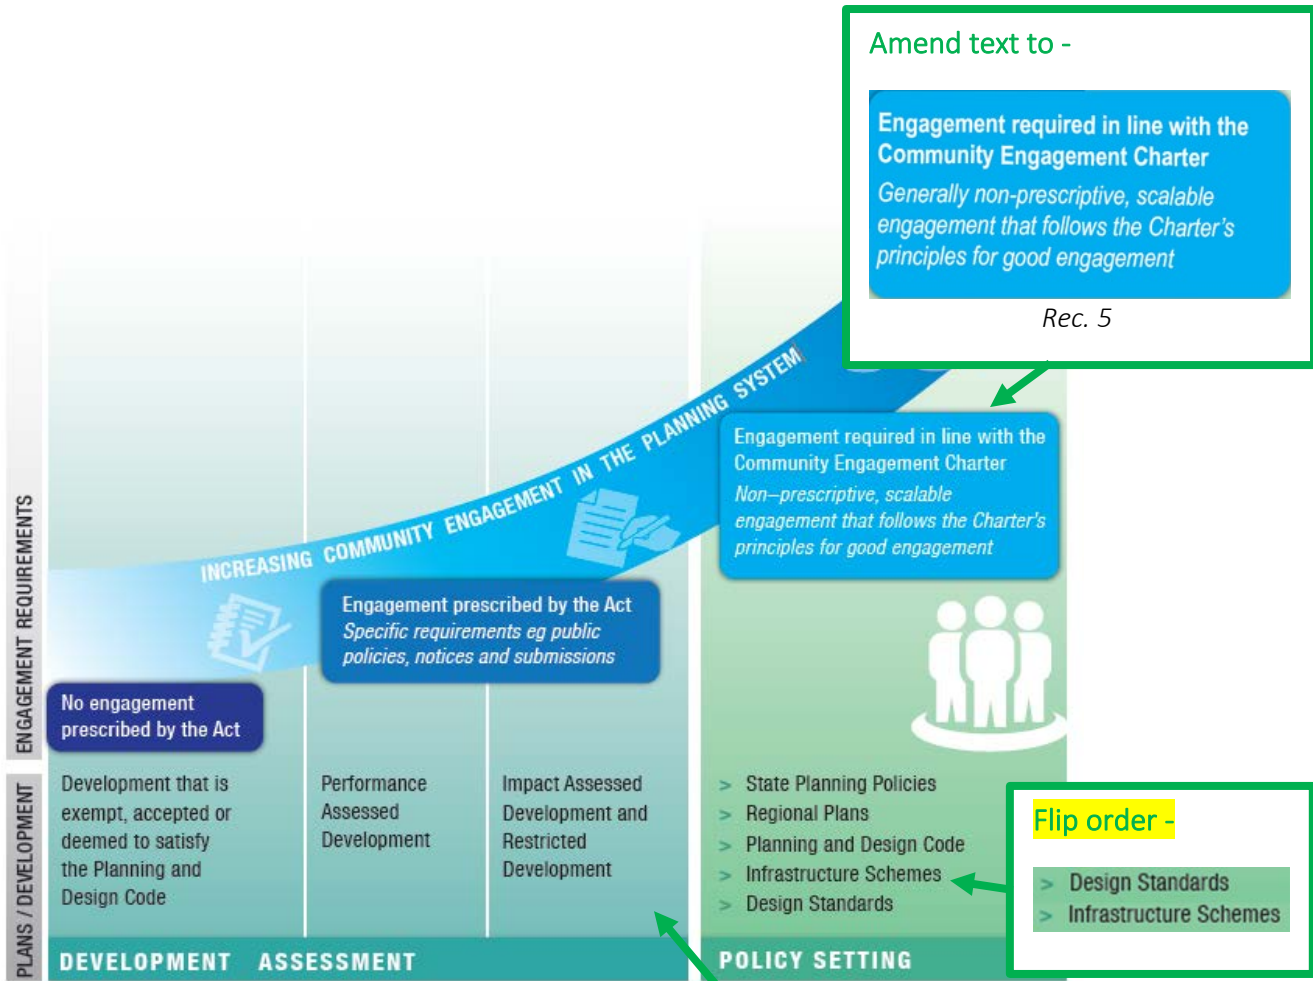 Amend text to -
Engagement required in line with the
Community Engagement Charter
Generally non-prescriptive, scalable
engagement that follows the Charter's
principles for good engagement
Rec. 5
INCREASING COMMUNITY ENGAGEMENT IN THE PLANNING SYSTEM
Engagement required in line with the
Community Engagement Charter
Non–prescriptive, scalable
engagement that follows the Charter's
principles for good engagement
ENGAGEMENT REQUIREMENTS
Engagement prescribed by the Act
Specific requirements eg public
policies, notices and submissions
No engagement
prescribed by the Act
PLANS / DEVELOPMENT
Development that is
exempt, accepted or
deemed to satisfy
the Planning and
Design Code
Performance
Assessed
Development
Impact Assessed
Development and
Restricted
Development
> State Planning Policies
> Regional Plans
> Planning and Design Code
> Infrastructure Schemes
> Design Standards
Flip order -
> Design Standards
> Infrastructure Schemes
DEVELOPMENT ASSESSMENT
POLICY SETTING